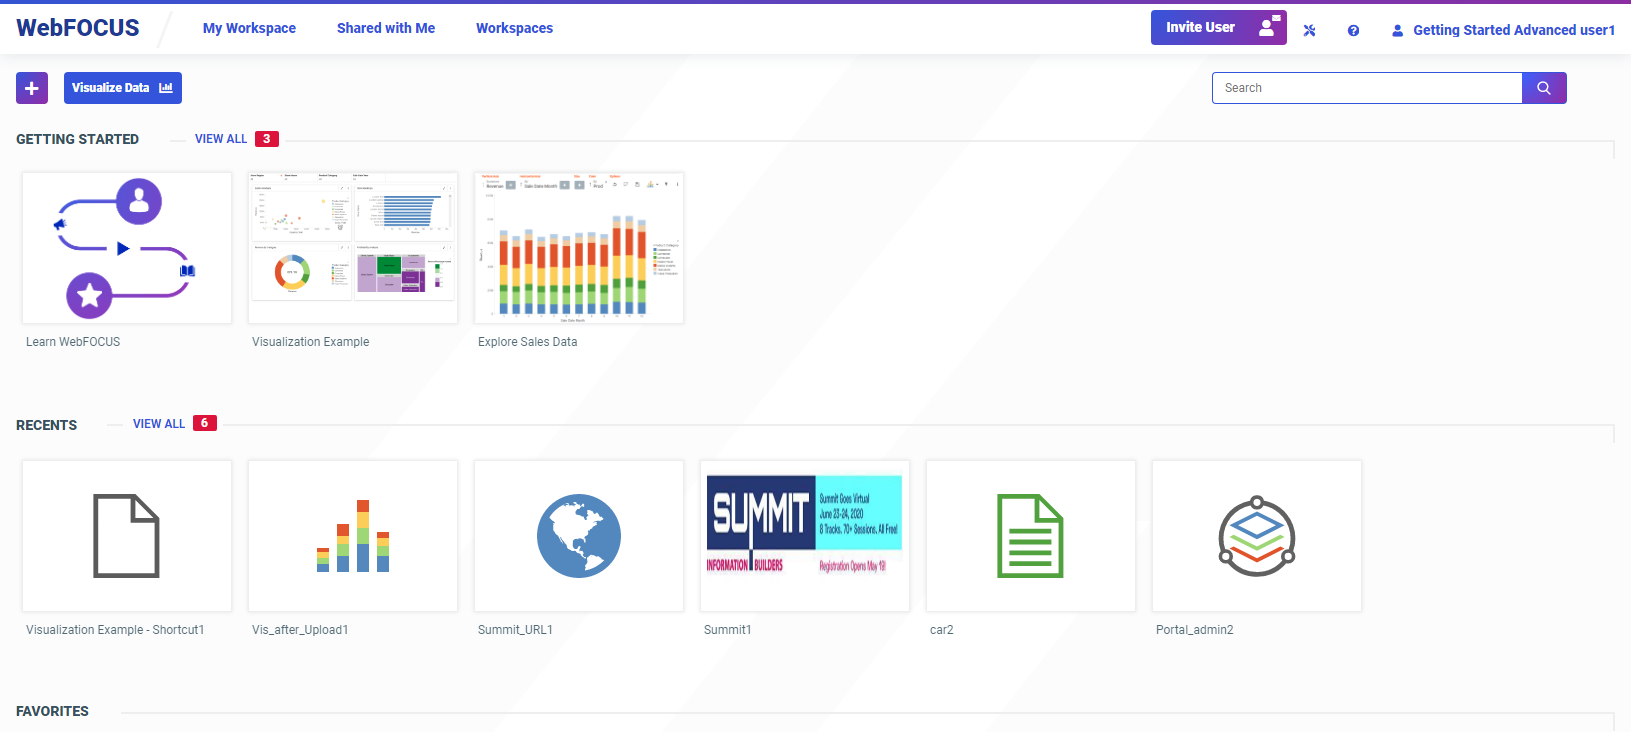 WebFOCUS
My Workspace
Shared with Me
Workspaces
Invite User
Getting Started Advanced user1
Visualize Data
Search
GETTING STARTED
VIEW ALL 3
Learn WebFOCUS
Visualization Example
Explore Sales Data
RECENTS
VIEW ALL 6
SUMMIT
Summit Goes Virtual
June 23-24, 2020
8 Tracks. 70+ Sessions. All Free!
INFORMATION BUILDERS
Registration Opens May 19!
Visualization Example - Shortcut1
Vis_after_Upload1
Summit_URL1
Summit1
car2
Portal_admin2
FAVORITES